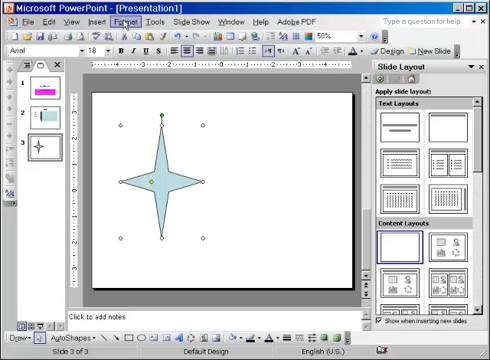 Microsoft PowerPoint - [Presentation1]
File Edit View Insert Format Tools Slide Show Window Help Adobe PDF
Type a question for help
58%
Arial 18 B I U S Design New Slide
Slide Layout
Apply slide layout:
Text Layouts
1
2
3
Content Layouts
Click to add notes
Show when inserting new slides
Draw AutoShapes
Slide 3 of 3 Default Design English (U.S.)